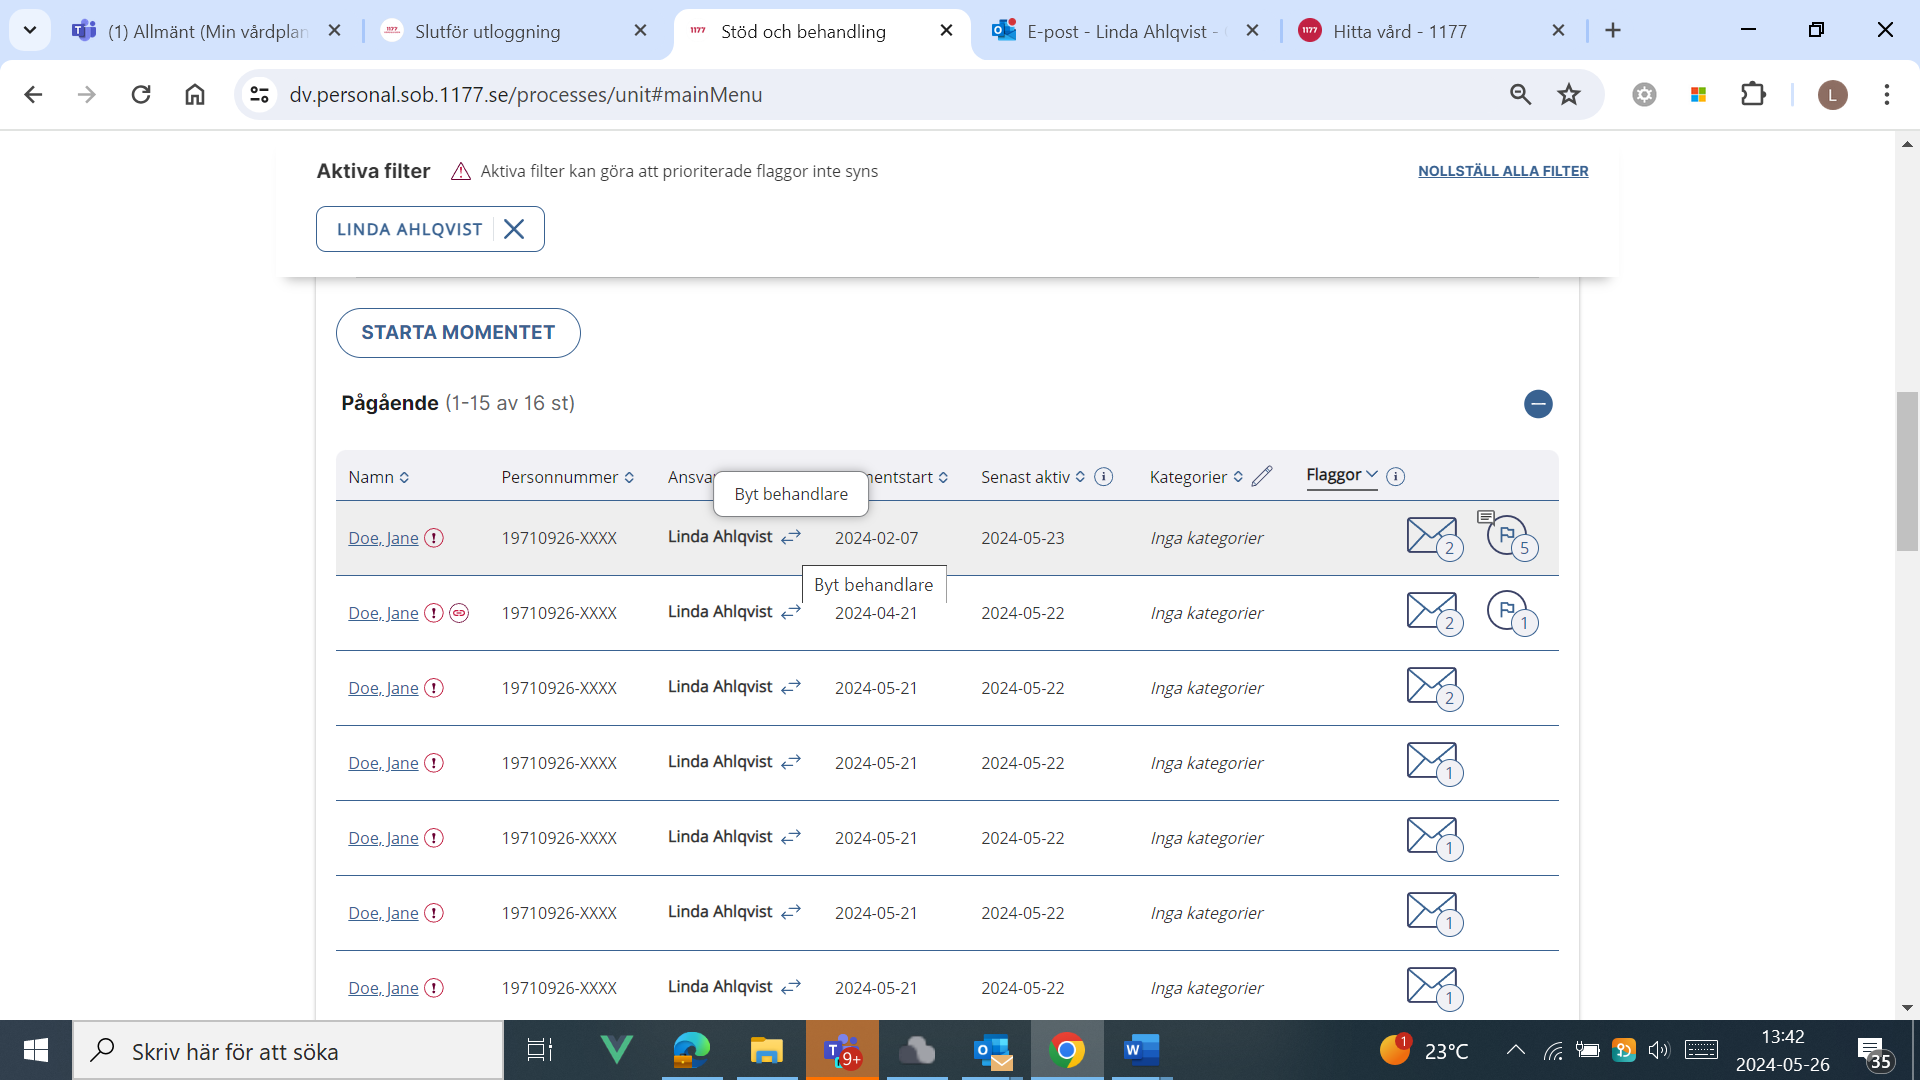 (1) Allmänt (Min vårdplan
Slutför utloggning
1177
Stöd och behandling
E-post - Linda Ahlqvist -
1177
Hitta vård - 1177
dv.personal.sob.1177.se/processes/unit#mainMenu
L
Aktiva filter
Aktiva filter kan göra att prioriterade flaggor inte syns
NOLLSTÄLL ALLA FILTER
LINDA AHLQVIST
STARTA MOMENTET
Pågående (1-15 av 16 st)
Namn Personnummer Ansva entstart Senast aktiv i Kategorier Flaggor i
Byt behandlare
Doe, Jane ! 19710926-XXXX Linda Ahlqvist 2024-02-07 2024-05-23 Inga kategorier 2 5
Byt behandlare
Doe, Jane ! 19710926-XXXX Linda Ahlqvist 2024-04-21 2024-05-22 Inga kategorier 2 1
Doe, Jane ! 19710926-XXXX Linda Ahlqvist 2024-05-21 2024-05-22 Inga kategorier 2
Doe, Jane ! 19710926-XXXX Linda Ahlqvist 2024-05-21 2024-05-22 Inga kategorier 1
Doe, Jane ! 19710926-XXXX Linda Ahlqvist 2024-05-21 2024-05-22 Inga kategorier 1
Doe, Jane ! 19710926-XXXX Linda Ahlqvist 2024-05-21 2024-05-22 Inga kategorier 1
Doe, Jane ! 19710926-XXXX Linda Ahlqvist 2024-05-21 2024-05-22 Inga kategorier 1
Skriv här för att söka
9+
1
23°C
13:42
2024-05-26
35